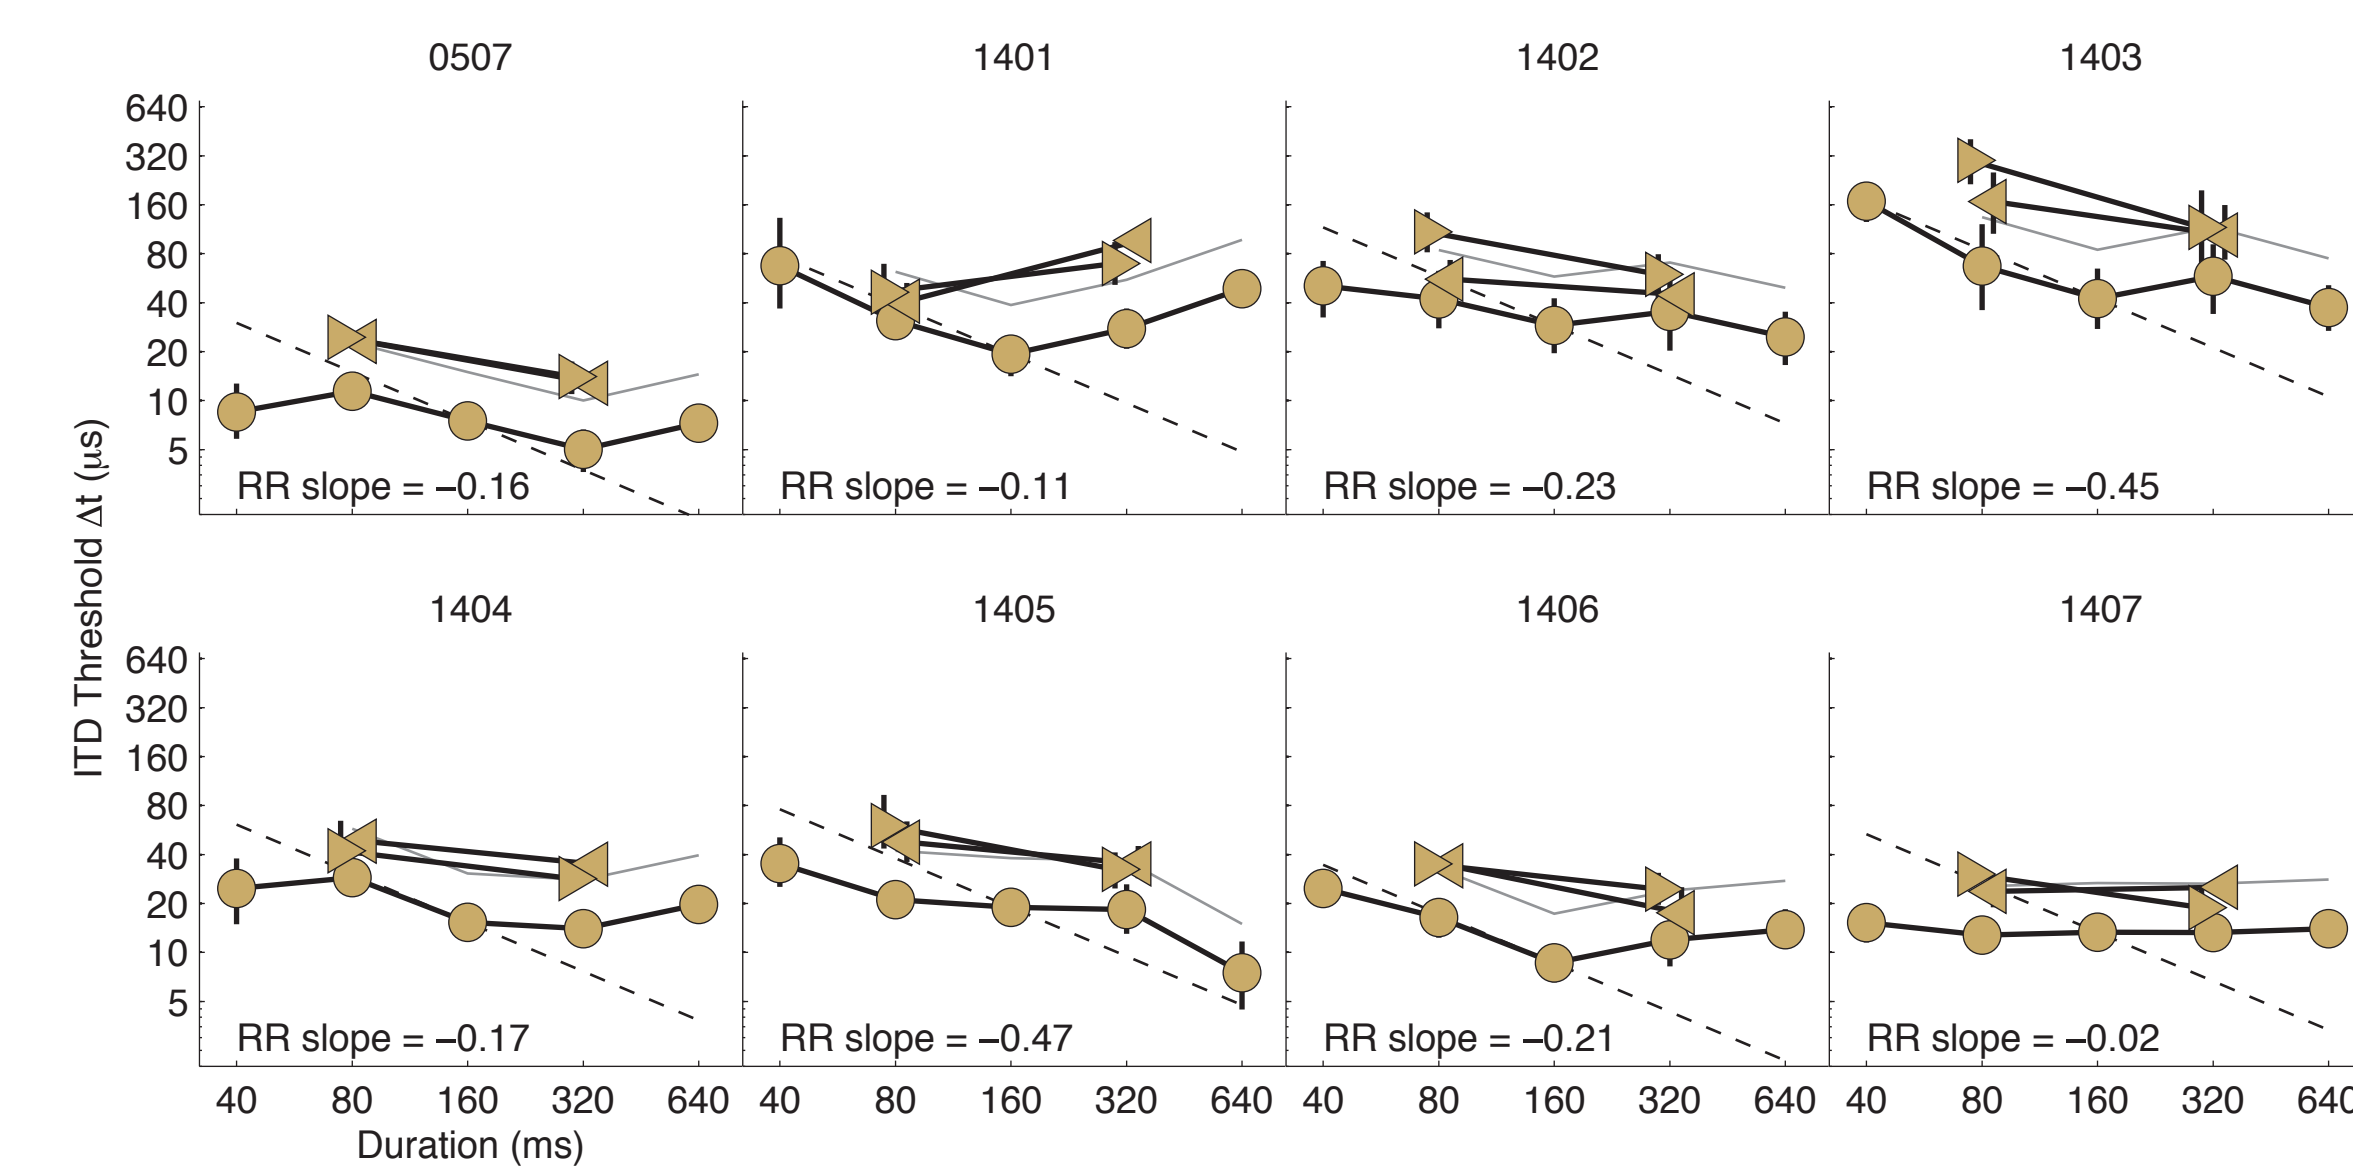 0507 1401 1402 1403
640
320
160
80
40
20
10
5
RR slope = −0.16 RR slope = −0.11 RR slope = −0.23 RR slope = −0.45
ITD Threshold Δt (μs)
1404 1405 1406 1407
640
320
160
80
40
20
10
5
RR slope = −0.17 RR slope = −0.47 RR slope = −0.21 RR slope = −0.02
40 80 160 320 640 40 80 160 320 640 40 80 160 320 640 40 80 160 320 640
Duration (ms)